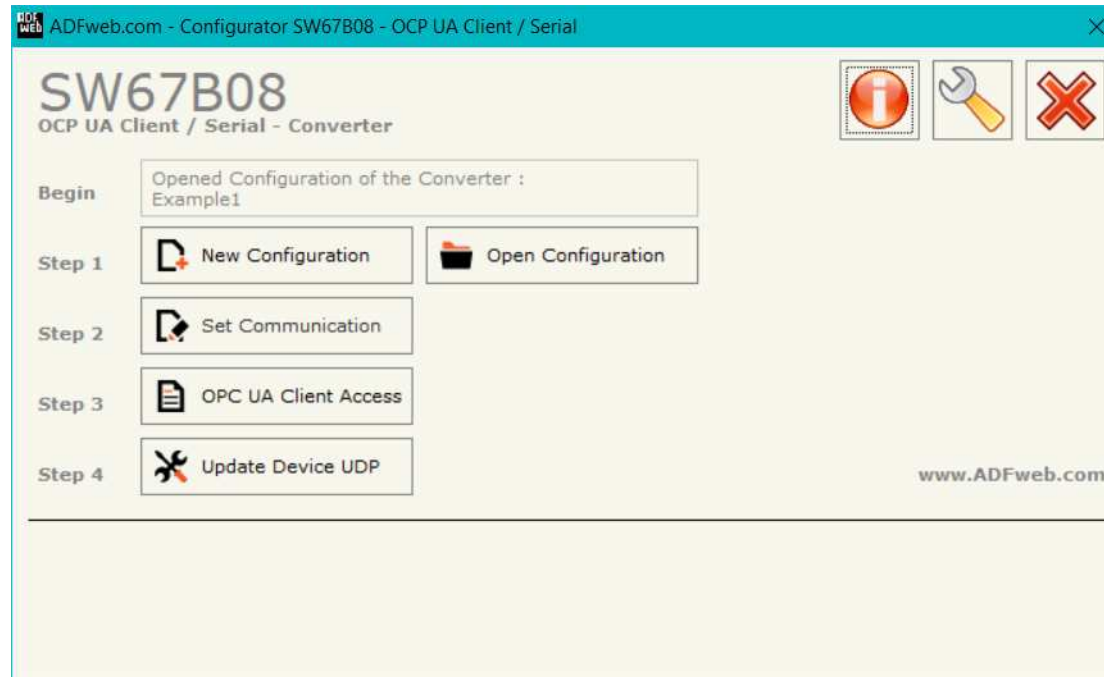 ADF
WEB
ADFweb.com - Configurator SW67B08 - OCP UA Client / Serial
SW67B08
OCP UA Client / Serial - Converter
Begin
Opened Configuration of the Converter :
Example1
Step 1
New Configuration
Open Configuration
Step 2
Set Communication
Step 3
OPC UA Client Access
Step 4
Update Device UDP
www.ADFweb.com